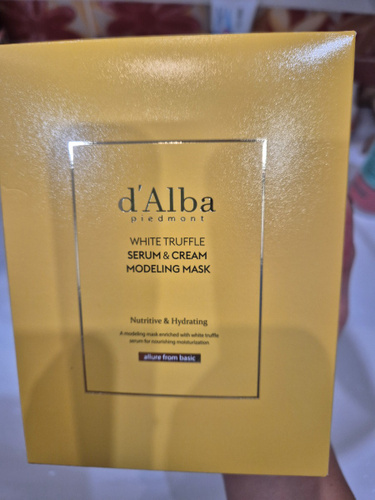 d'Alba
piedmont
WHITE TRUFFLE
SERUM & CREAM
MODELING MASK
Nutritive & Hydrating
A modeling mask enriched with white truffle
serum for nourishing moisturisation
allure from basic